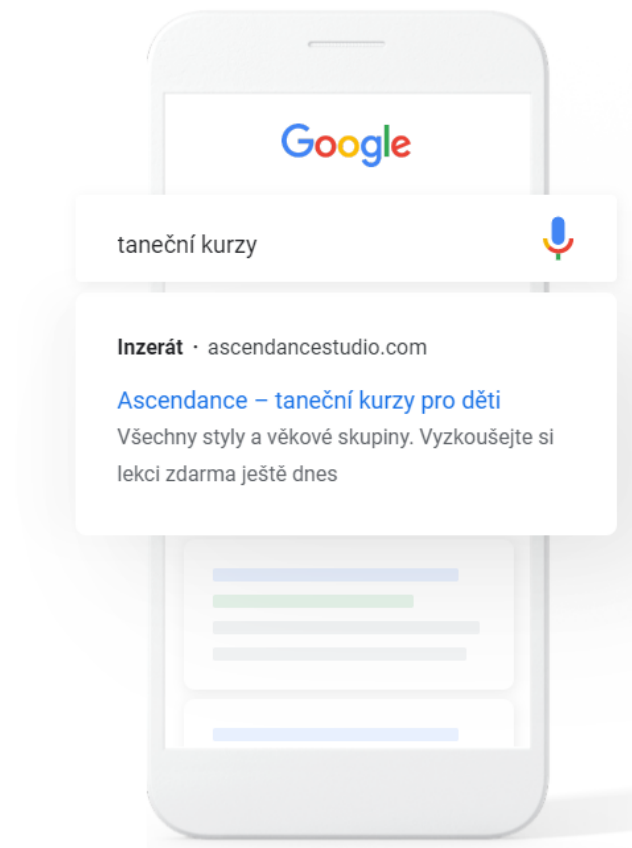 Google
taneční kurzy
Inzerát · ascendancestudio.com
Ascendance – taneční kurzy pro děti
Všechny styly a věkové skupiny. Vyzkoušejte si
lekci zdarma ještě dnes